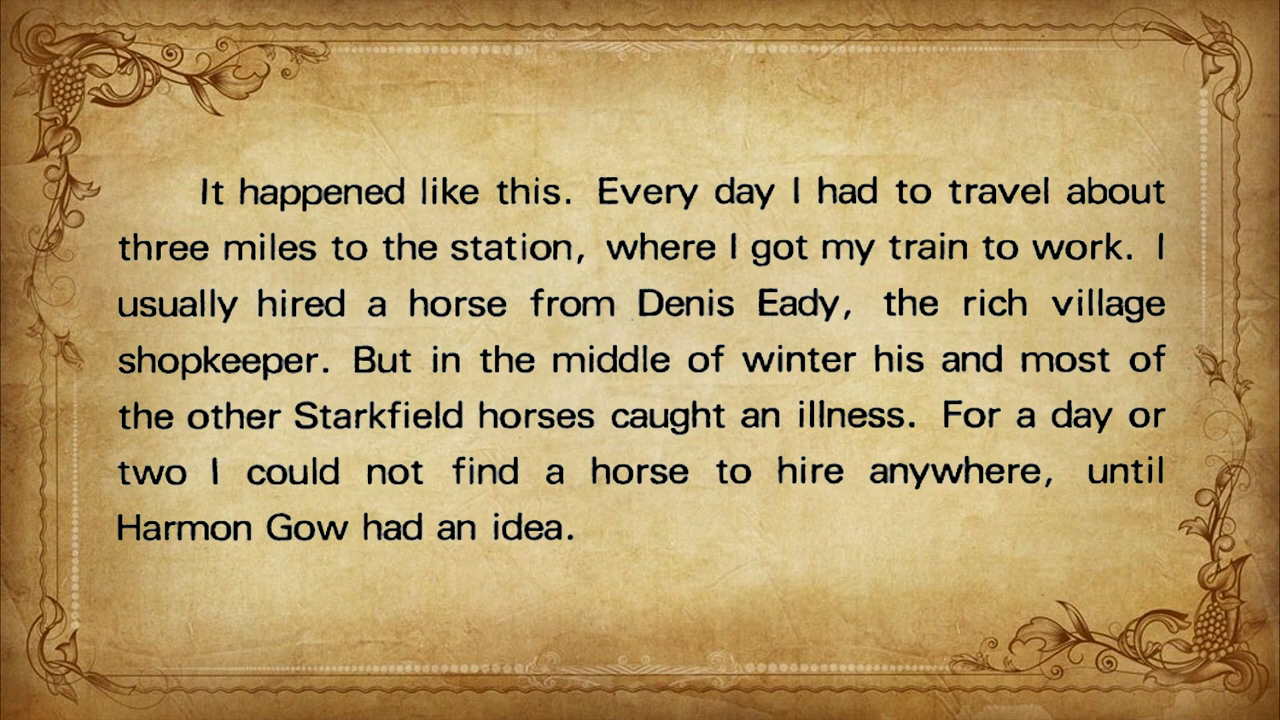 It happened like this. Every day I had to travel about
three miles to the station, where I got my train to work. I
usually hired a horse from Denis Eady, the rich village
shopkeeper. But in the middle of winter his and most of
the other Starkfield horses caught an illness. For a day or
two I could not find a horse to hire anywhere, until
Harmon Gow had an idea.